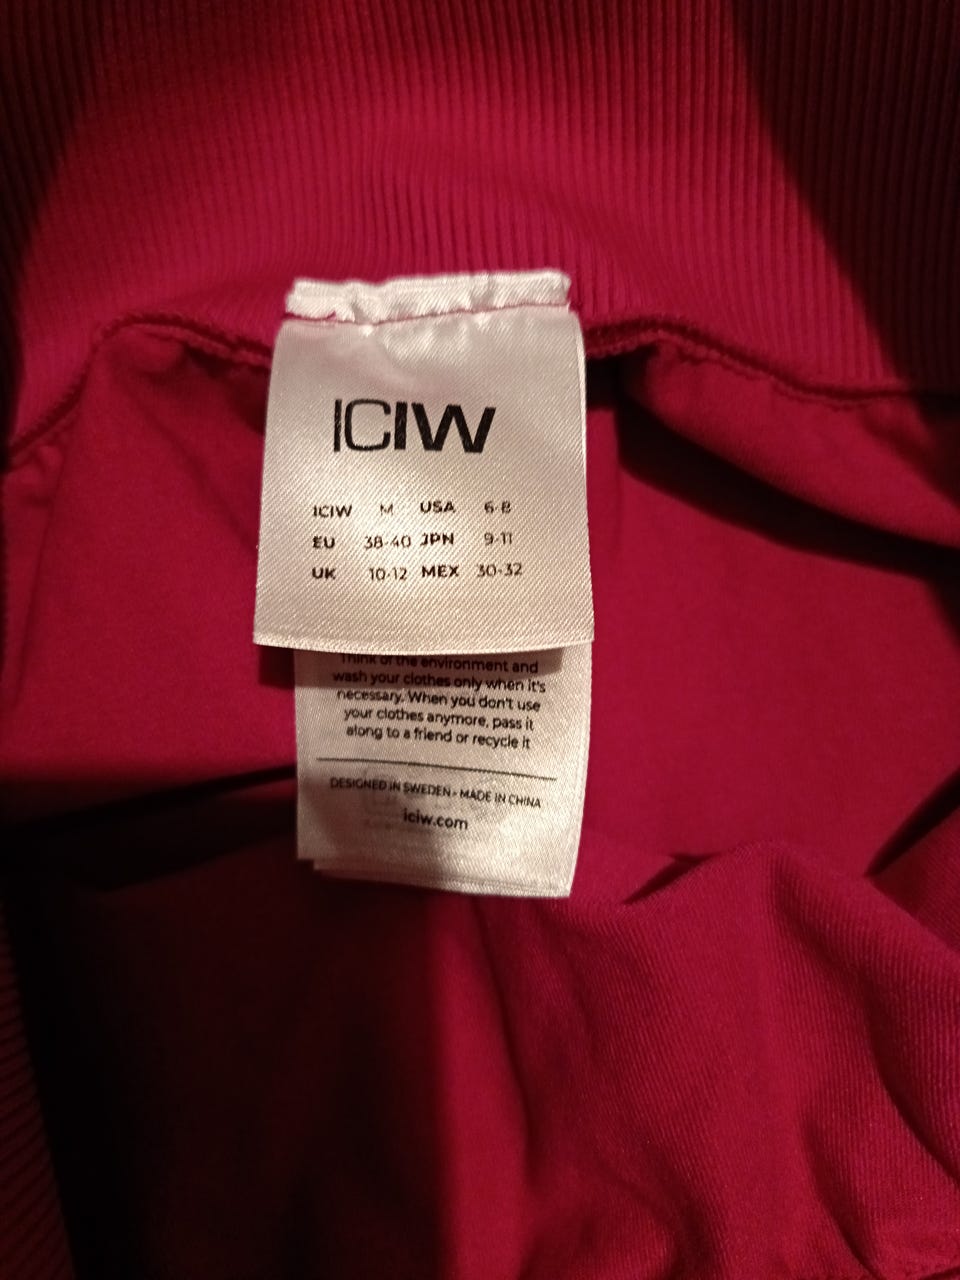 ICIW
ICIW M USA 6-8
EU 38-40 JPN 9-11
UK 10-12 MEX 30-32
Think of the environment and
wash your clothes only when it's
necessary. When you don't use
your clothes anymore, pass it
along to a friend or recycle it
DESIGNED IN SWEDEN - MADE IN CHINA
iciw.com